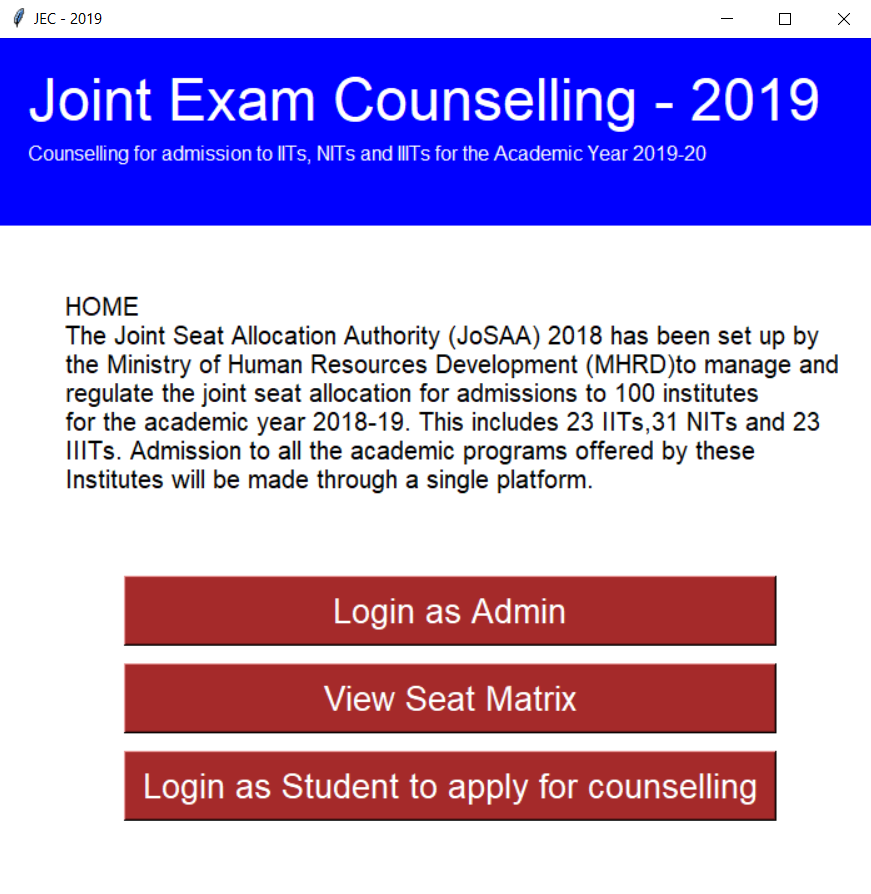 JEC - 2019
Joint Exam Counselling - 2019
Counselling for admission to IITs, NITs and IIITs for the Academic Year 2019-20
HOME
The Joint Seat Allocation Authority (JoSAA) 2018 has been set up by
the Ministry of Human Resources Development (MHRD)to manage and
regulate the joint seat allocation for admissions to 100 institutes
for the academic year 2018-19. This includes 23 IITs,31 NITs and 23
IIITs. Admission to all the academic programs offered by these
Institutes will be made through a single platform.
Login as Admin
View Seat Matrix
Login as Student to apply for counselling